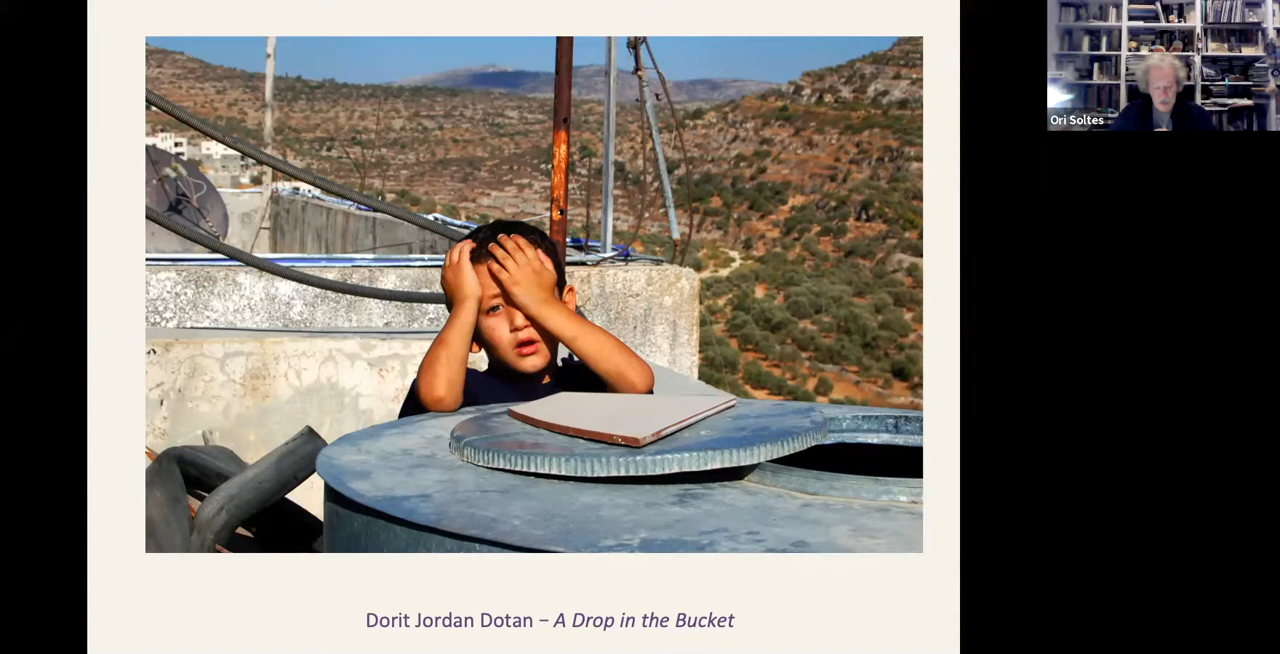 Ori Soltes
Dorit Jordan Dotan – A Drop in the Bucket